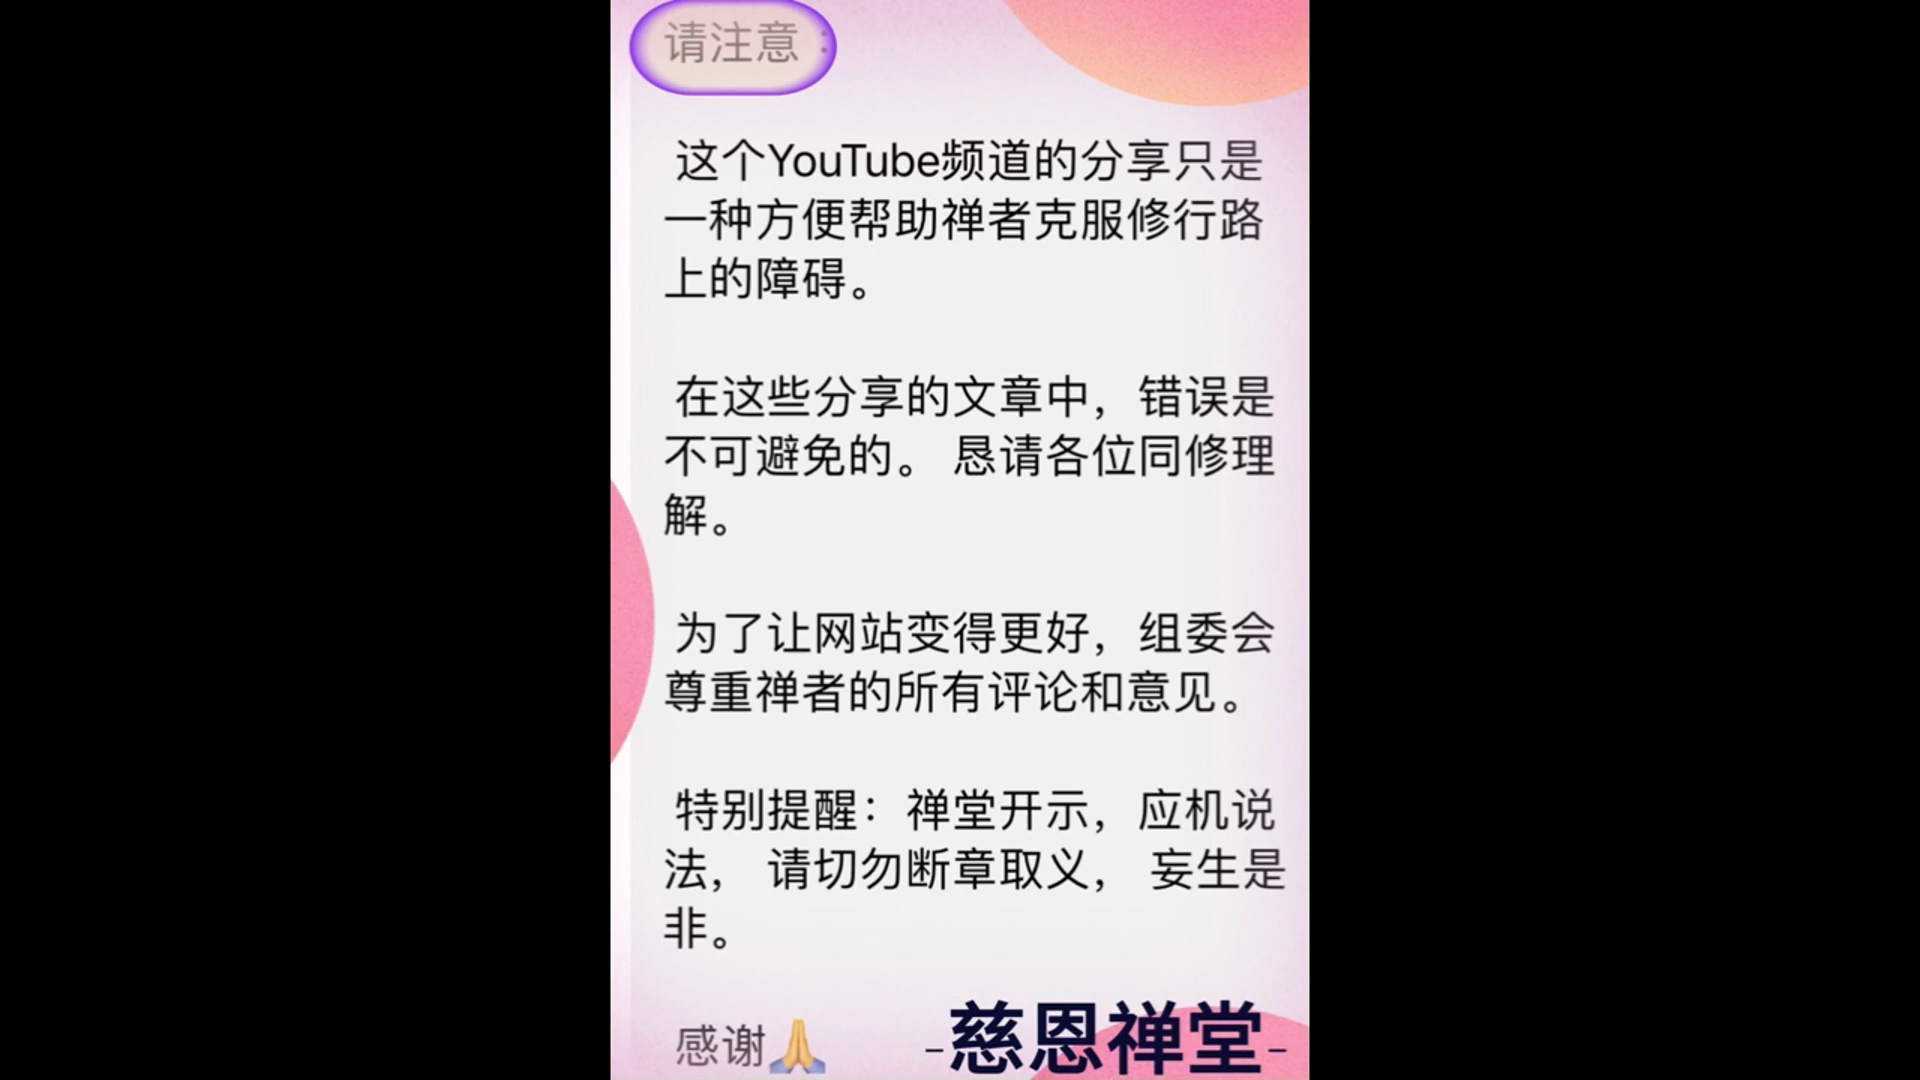 请注意：
这个YouTube频道的分享只是
一种方便帮助禅者克服修行路
上的障碍。
在这些分享的文章中，错误是
不可避免的。 恳请各位同修理
解。
为了让网站变得更好，组委会
尊重禅者的所有评论和意见。
特别提醒：禅堂开示，应机说
法， 请切勿断章取义， 妄生是
非。
感谢🙏
-慈恩禅堂-